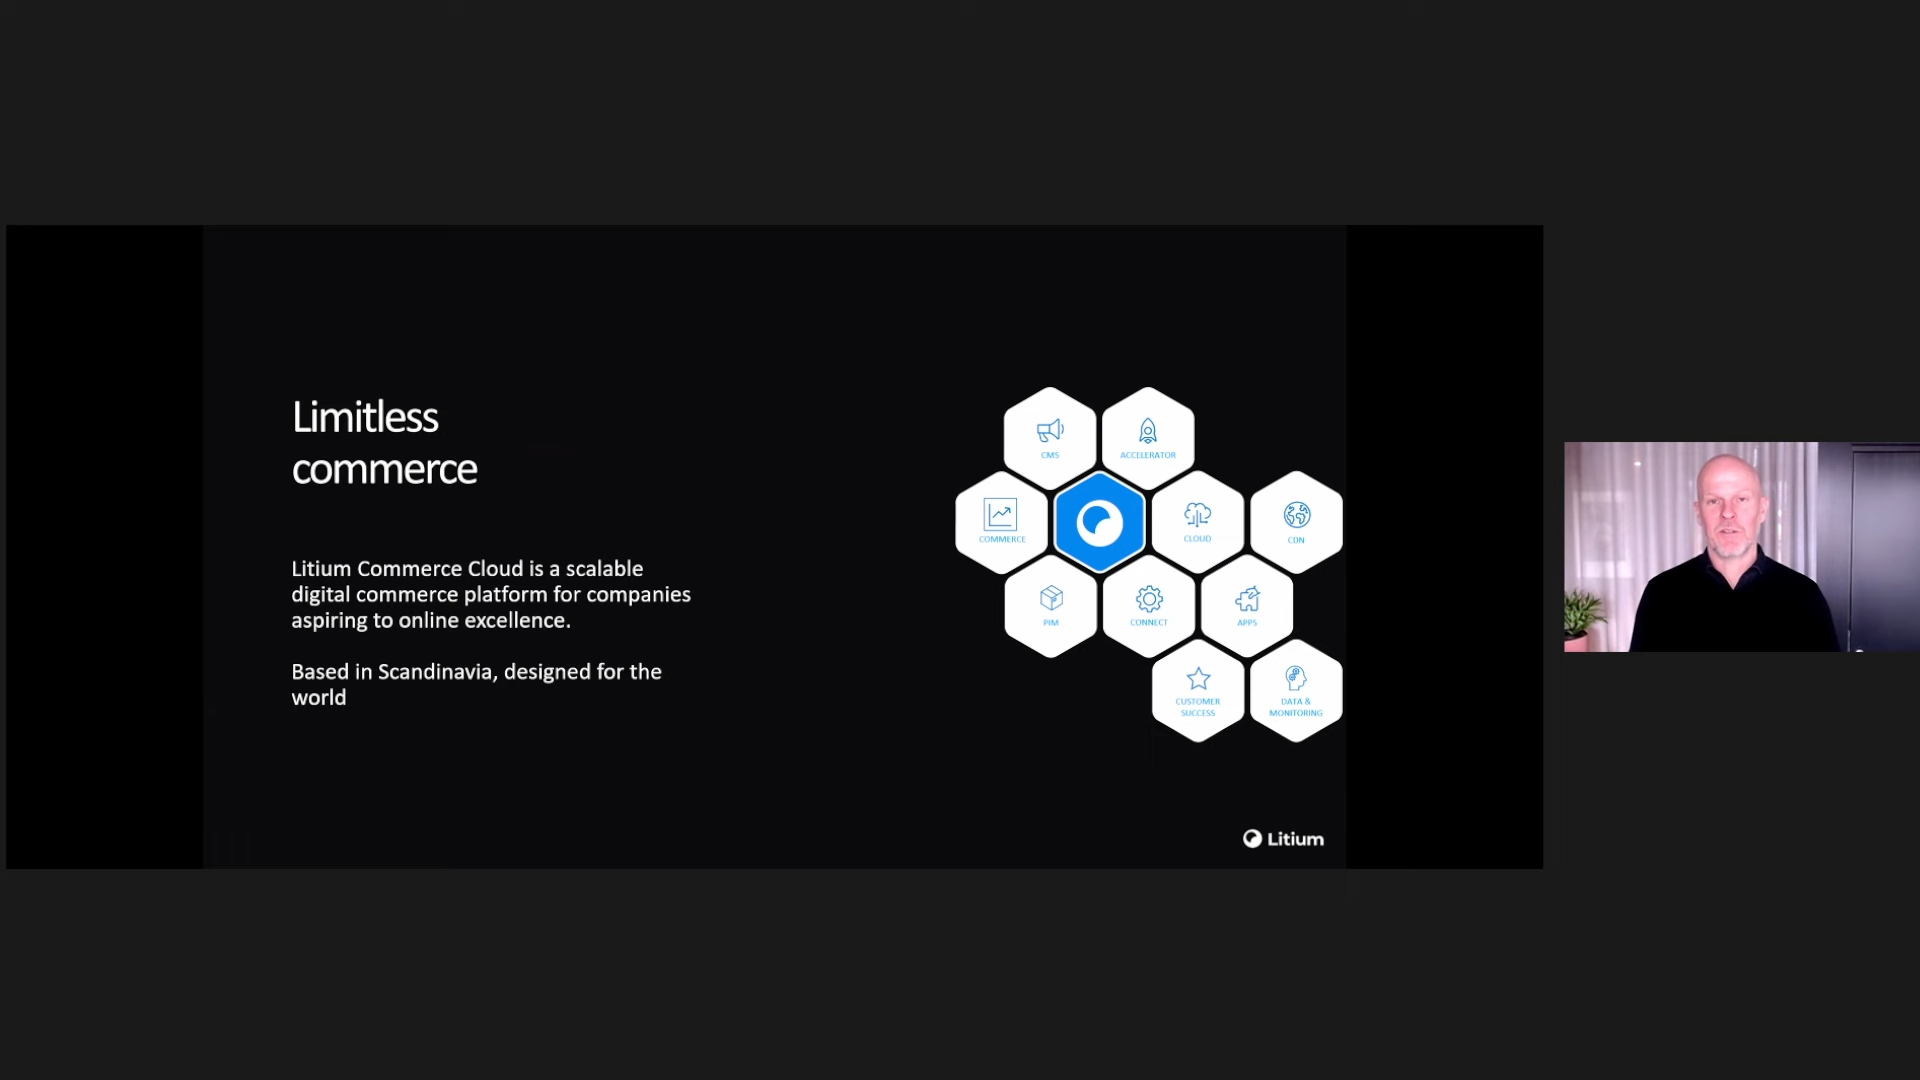 Limitless
commerce
Litium Commerce Cloud is a scalable
digital commerce platform for companies
aspiring to online excellence.
Based in Scandinavia, designed for the
world
CMS
ACCELERATOR
COMMERCE
CLOUD
CDN
PIM
CONNECT
APPS
CUSTOMER
SUCCESS
DATA &
MONITORING
Litium